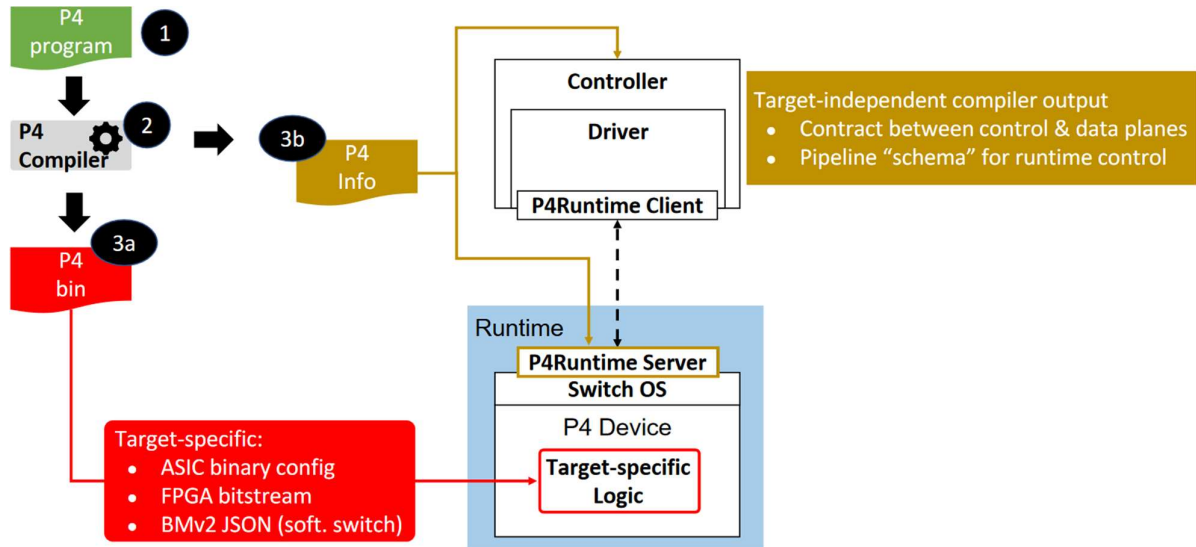 P4
program
1
P4
Compiler
2
3b
P4
Info
3a
P4
bin
Controller
Driver
P4Runtime Client
Target-independent compiler output
• Contract between control & data planes
• Pipeline “schema” for runtime control
Runtime
P4Runtime Server
Switch OS
P4 Device
Target-specific
Logic
Target-specific:
• ASIC binary config
• FPGA bitstream
• BMv2 JSON (soft. switch)